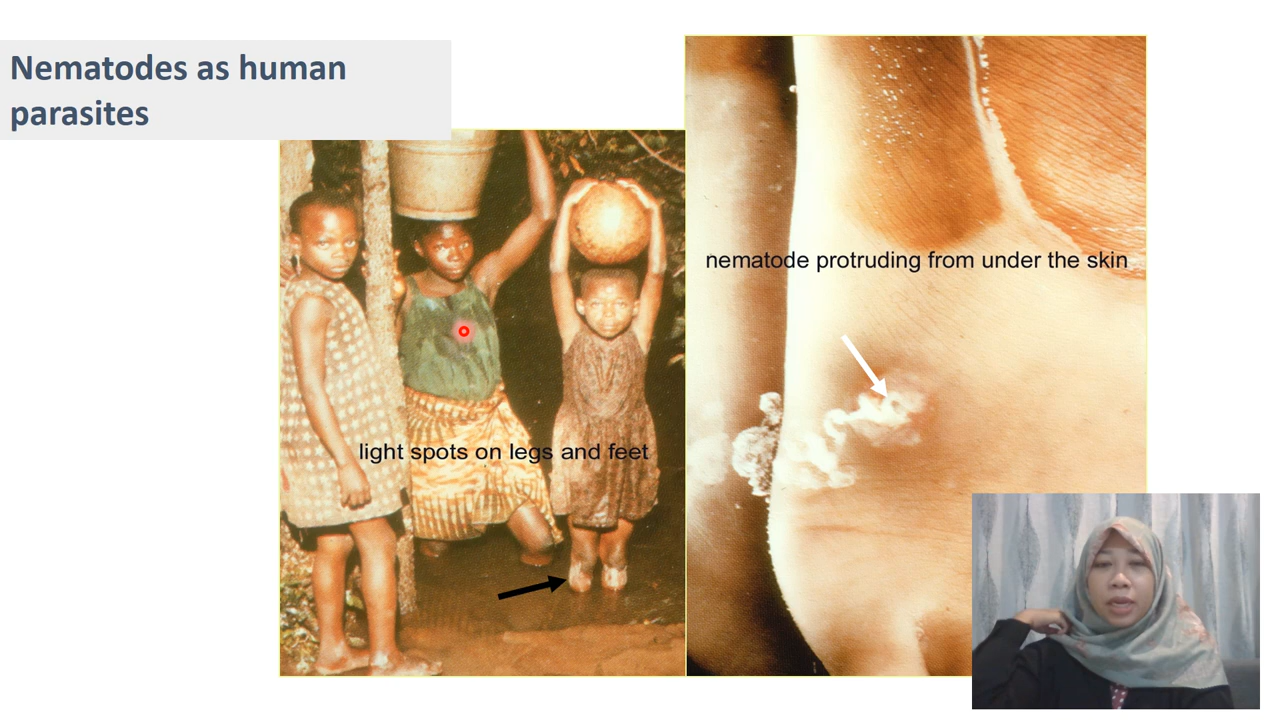 Nematodes as human
parasites
nematode protruding from under the skin
light spots on legs and feet